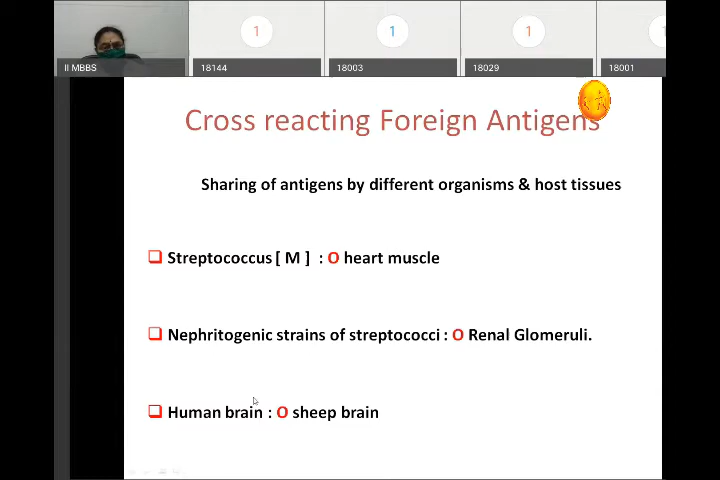 1
1
1
1
II MBBS
18144
18003
18029
18001
Cross reacting Foreign Antigens
Sharing of antigens by different organisms & host tissues
Streptococcus [ M ] : O heart muscle
Nephritogenic strains of streptococci : O Renal Glomeruli.
Human brain : O sheep brain